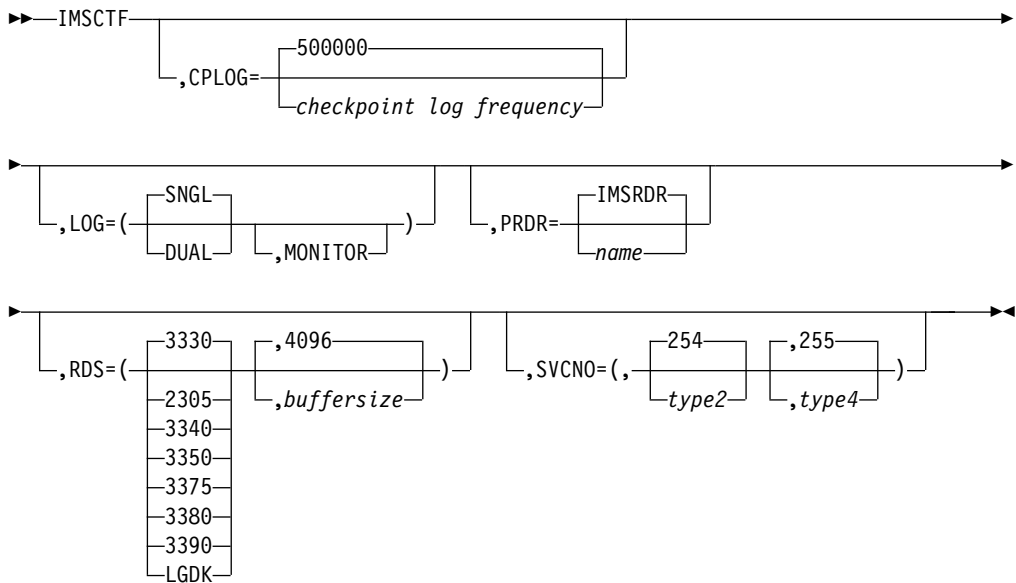 IMSCTF
500000
,CPLOG=
checkpoint log frequency
SNGL
,LOG=( )
DUAL ,MONITOR
IMSRDR
,PRDR=
name
3330 ,4096
,RDS=( )
2305 ,buffersize
3340
3350
3375
3380
3390
LGDK
254 ,255
,SVCNO=(, )
type2 ,type4